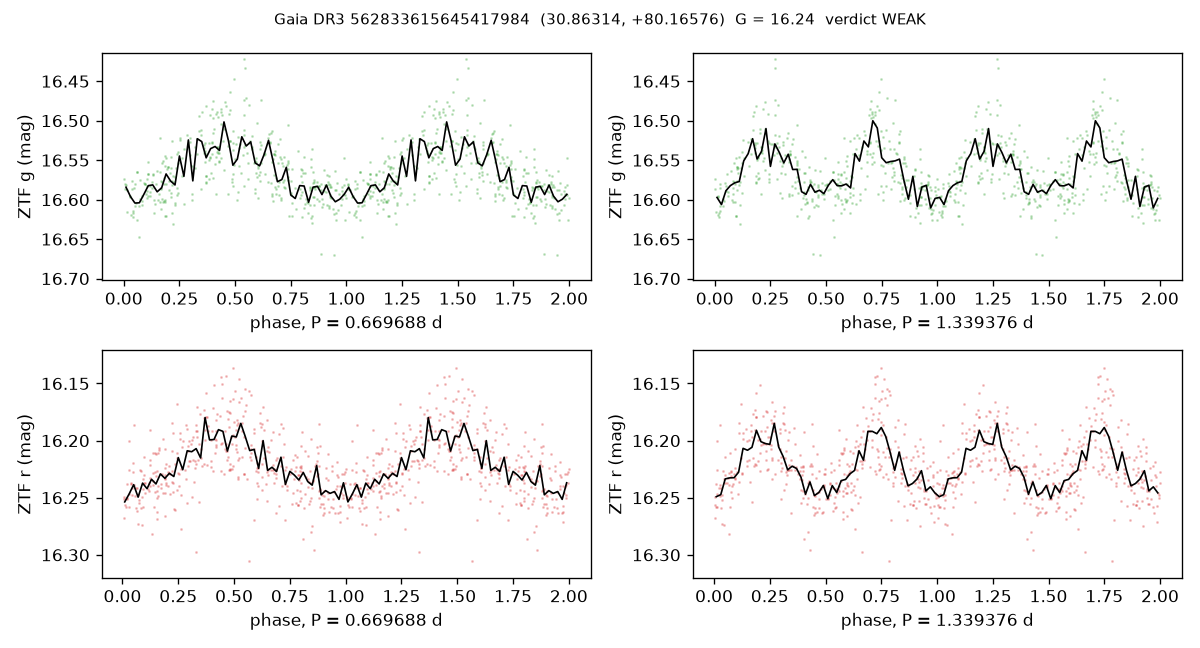 Gaia DR3 562833615645417984  (30.86314, +80.16576)  G = 16.24  verdict WEAK
ZTF g (mag)
16.45
16.50
16.55
16.60
16.65
16.70
0.00 0.25 0.50 0.75 1.00 1.25 1.50 1.75 2.00
phase, P = 0.669688 d
ZTF g (mag)
16.45
16.50
16.55
16.60
16.65
16.70
0.00 0.25 0.50 0.75 1.00 1.25 1.50 1.75 2.00
phase, P = 1.339376 d
ZTF r (mag)
16.15
16.20
16.25
16.30
0.00 0.25 0.50 0.75 1.00 1.25 1.50 1.75 2.00
phase, P = 0.669688 d
ZTF r (mag)
16.15
16.20
16.25
16.30
0.00 0.25 0.50 0.75 1.00 1.25 1.50 1.75 2.00
phase, P = 1.339376 d